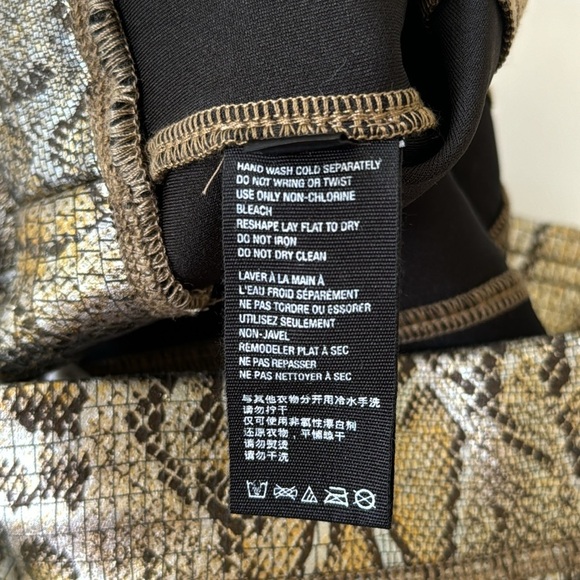 HAND WASH COLD SEPARATELY
DO NOT WRING OR TWIST
USE ONLY NON-CHLORINE
BLEACH
RESHAPE LAY FLAT TO DRY
DO NOT IRON
DO NOT DRY CLEAN
LAVER À LA MAIN À
L'EAU FROID SÉPARÉMENT
NE PAS TORDRE OU ESSORER
UTILISEZ SEULEMENT
NON-JAVEL
REMODELER PLAT À SEC
NE PAS REPASSER
NE PAS NETTOYER À SEC
与其他衣物分开用冷水手洗
请勿拧干
仅可使用非氯性漂白剂
还原衣物，平铺晾干
请勿熨烫
请勿干洗